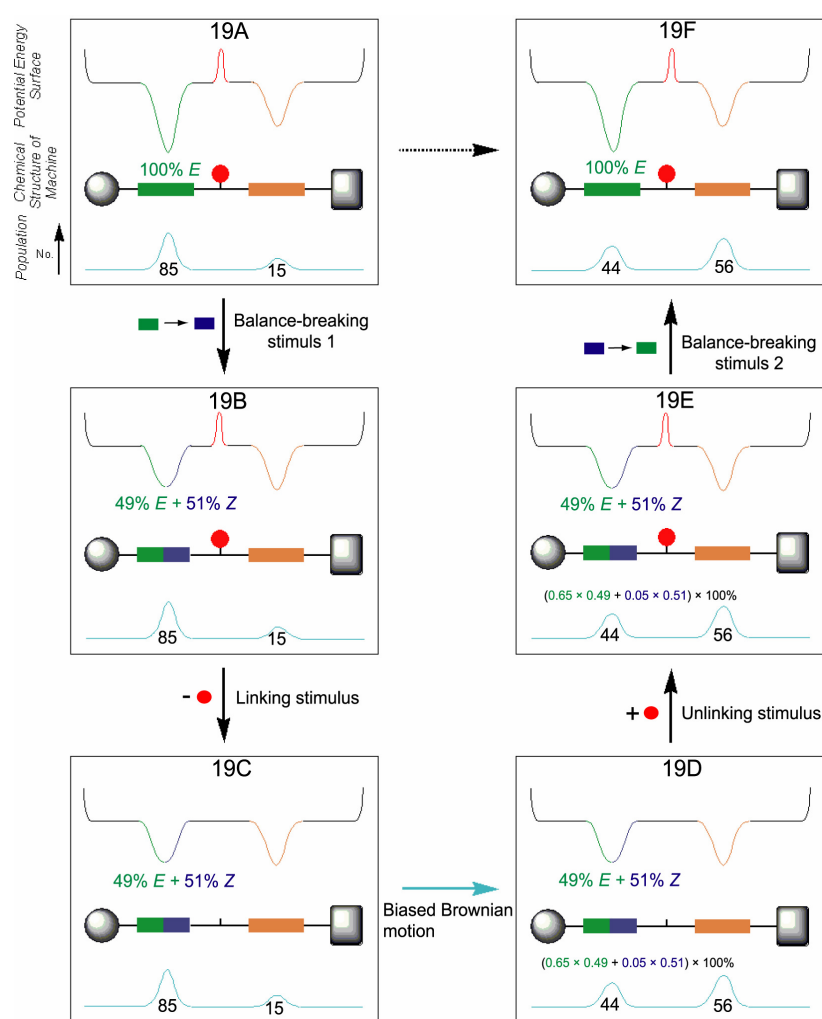 19A
Potential Energy
Surface
Chemical
Structure of
Machine
Population
No.
100% E
85
15
19F
100% E
44
56
Balance-breaking
stimuls 1
Balance-breaking
stimuls 2
19B
49% E + 51% Z
85
15
19E
49% E + 51% Z
(0.65 × 0.49 + 0.05 × 0.51) × 100%
44
56
-
Linking stimulus
+
Unlinking stimulus
19C
49% E + 51% Z
85
15
Biased Brownian
motion
19D
49% E + 51% Z
(0.65 × 0.49 + 0.05 × 0.51) × 100%
44
56